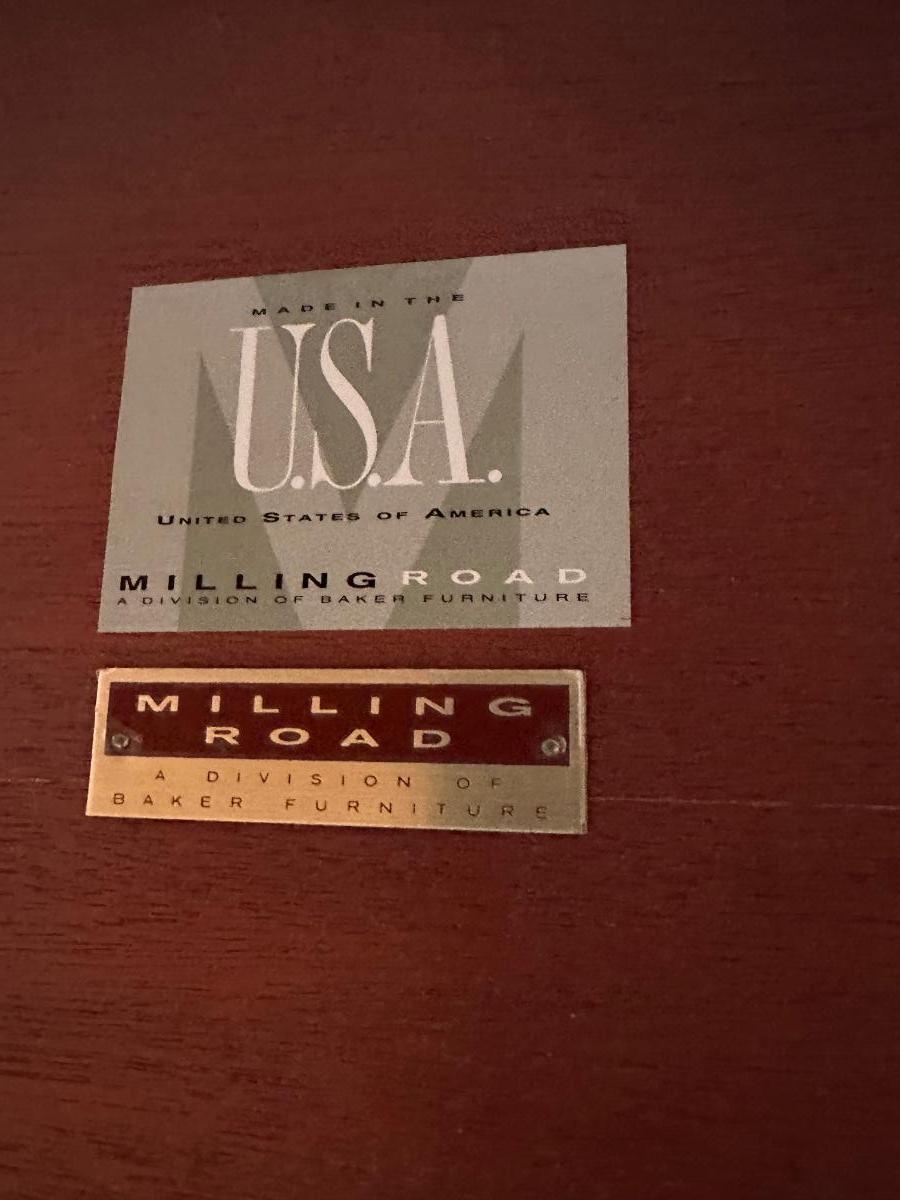 MADE IN THE
U.S.A.
UNITED STATES OF AMERICA
MILLING ROAD
A DIVISION OF BAKER FURNITURE
MILLING
ROAD
A DIVISION OF
BAKER FURNITURE